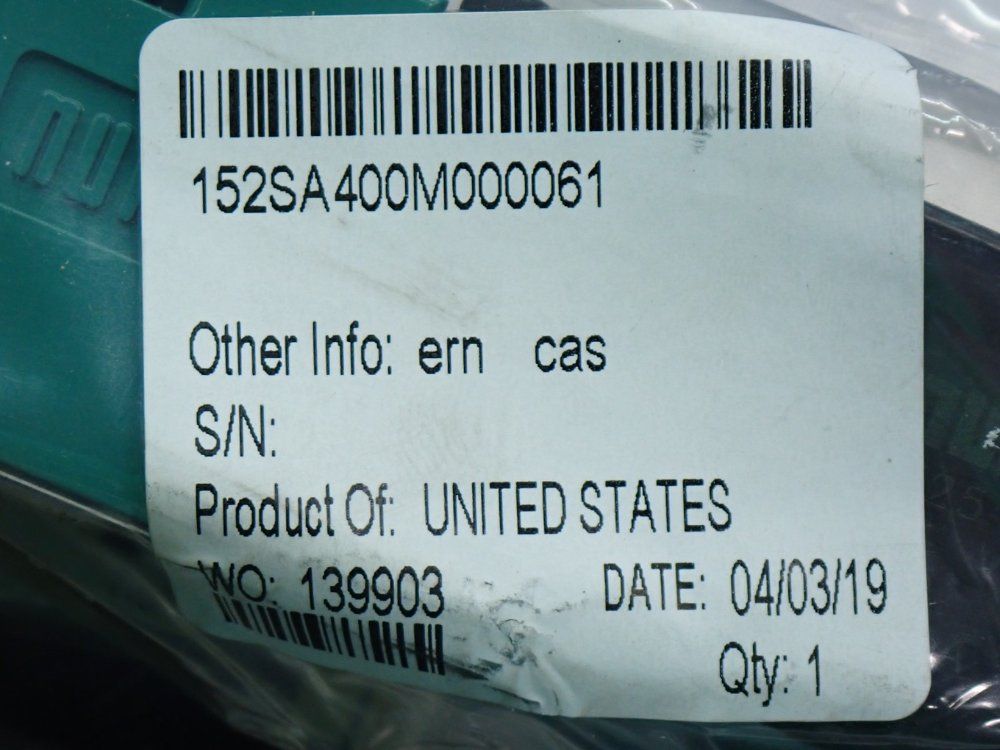 152SA400M000061
Other Info: ern cas
S/N:
Product Of: UNITED STATES
WO: 139903 DATE: 04/03/19
Qty: 1